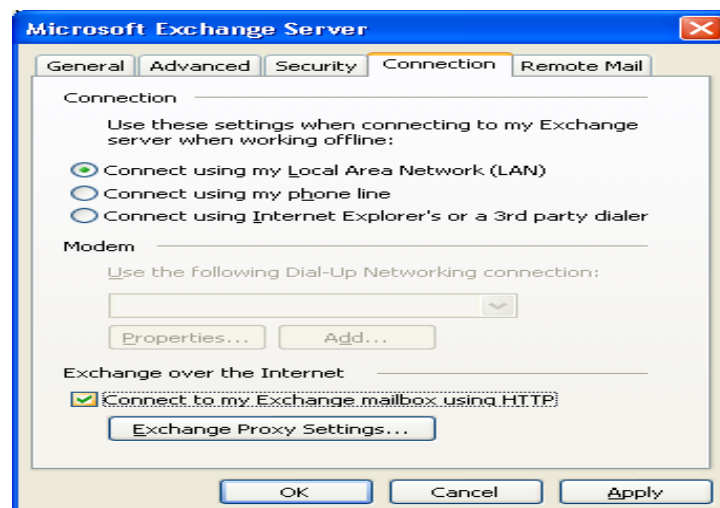 Microsoft Exchange Server
General Advanced Security Connection Remote Mail
Connection
Use these settings when connecting to my Exchange
server when working offline:
Connect using my Local Area Network (LAN)
Connect using my phone line
Connect using Internet Explorer's or a 3rd party dialer
Modem
Use the following Dial-Up Networking connection:
Properties... Add...
Exchange over the Internet
Connect to my Exchange mailbox using HTTP
Exchange Proxy Settings...
OK Cancel Apply